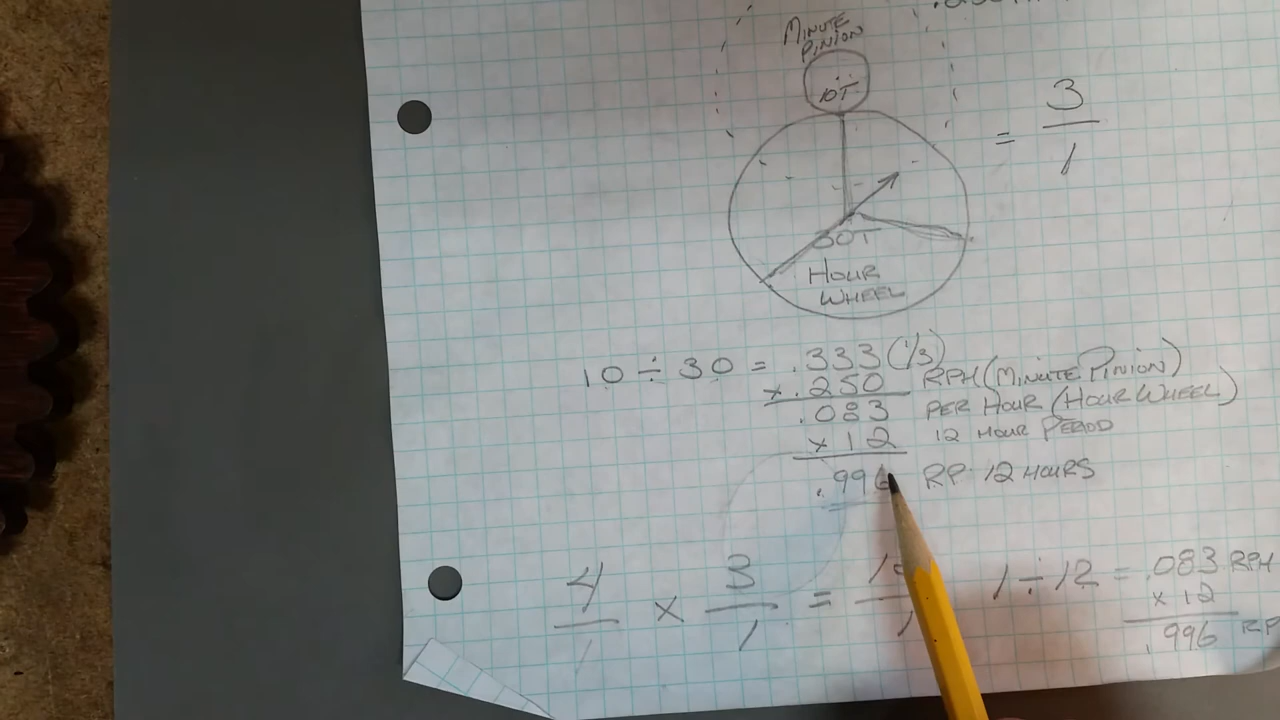 MINUTE
PINION
10T
= 3/1
30T
HOUR
WHEEL
10 ÷ 30 = .333 (1/3)
x .250 RPH (MINUTE PINION)
.083 PER HOUR (HOUR WHEEL)
x 12 12 HOUR PERIOD
.996 RP 12 HOURS
4/1 x 3/1 = 1 ÷ 12 = .083 RPH
x 12
.996 RP